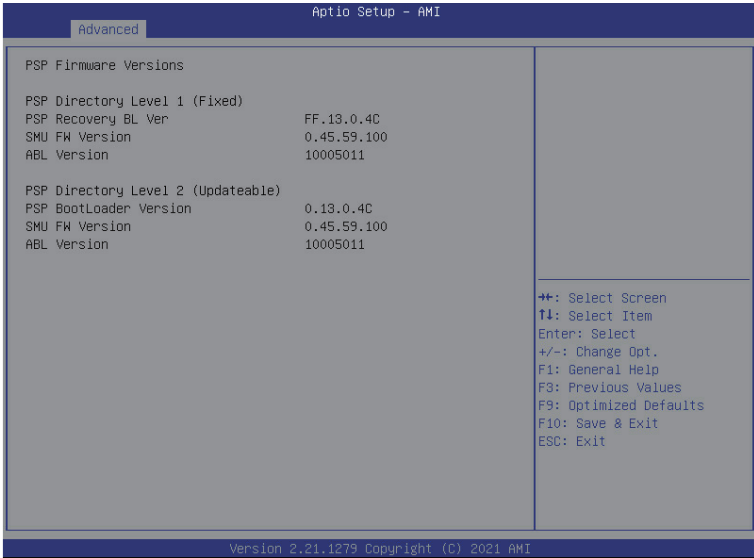 Aptio Setup – AMI
Advanced
PSP Firmware Versions
PSP Directory Level 1 (Fixed)
PSP Recovery BL Ver FF.13.0.4C
SMU FW Version 0.45.59.100
ABL Version 10005011
PSP Directory Level 2 (Updateable)
PSP BootLoader Version 0.13.0.4C
SMU FW Version 0.45.59.100
ABL Version 10005011
→←: Select Screen
↑↓: Select Item
Enter: Select
+/-: Change Opt.
F1: General Help
F3: Previous Values
F9: Optimized Defaults
F10: Save & Exit
ESC: Exit
Version 2.21.1279 Copyright (C) 2021 AMI